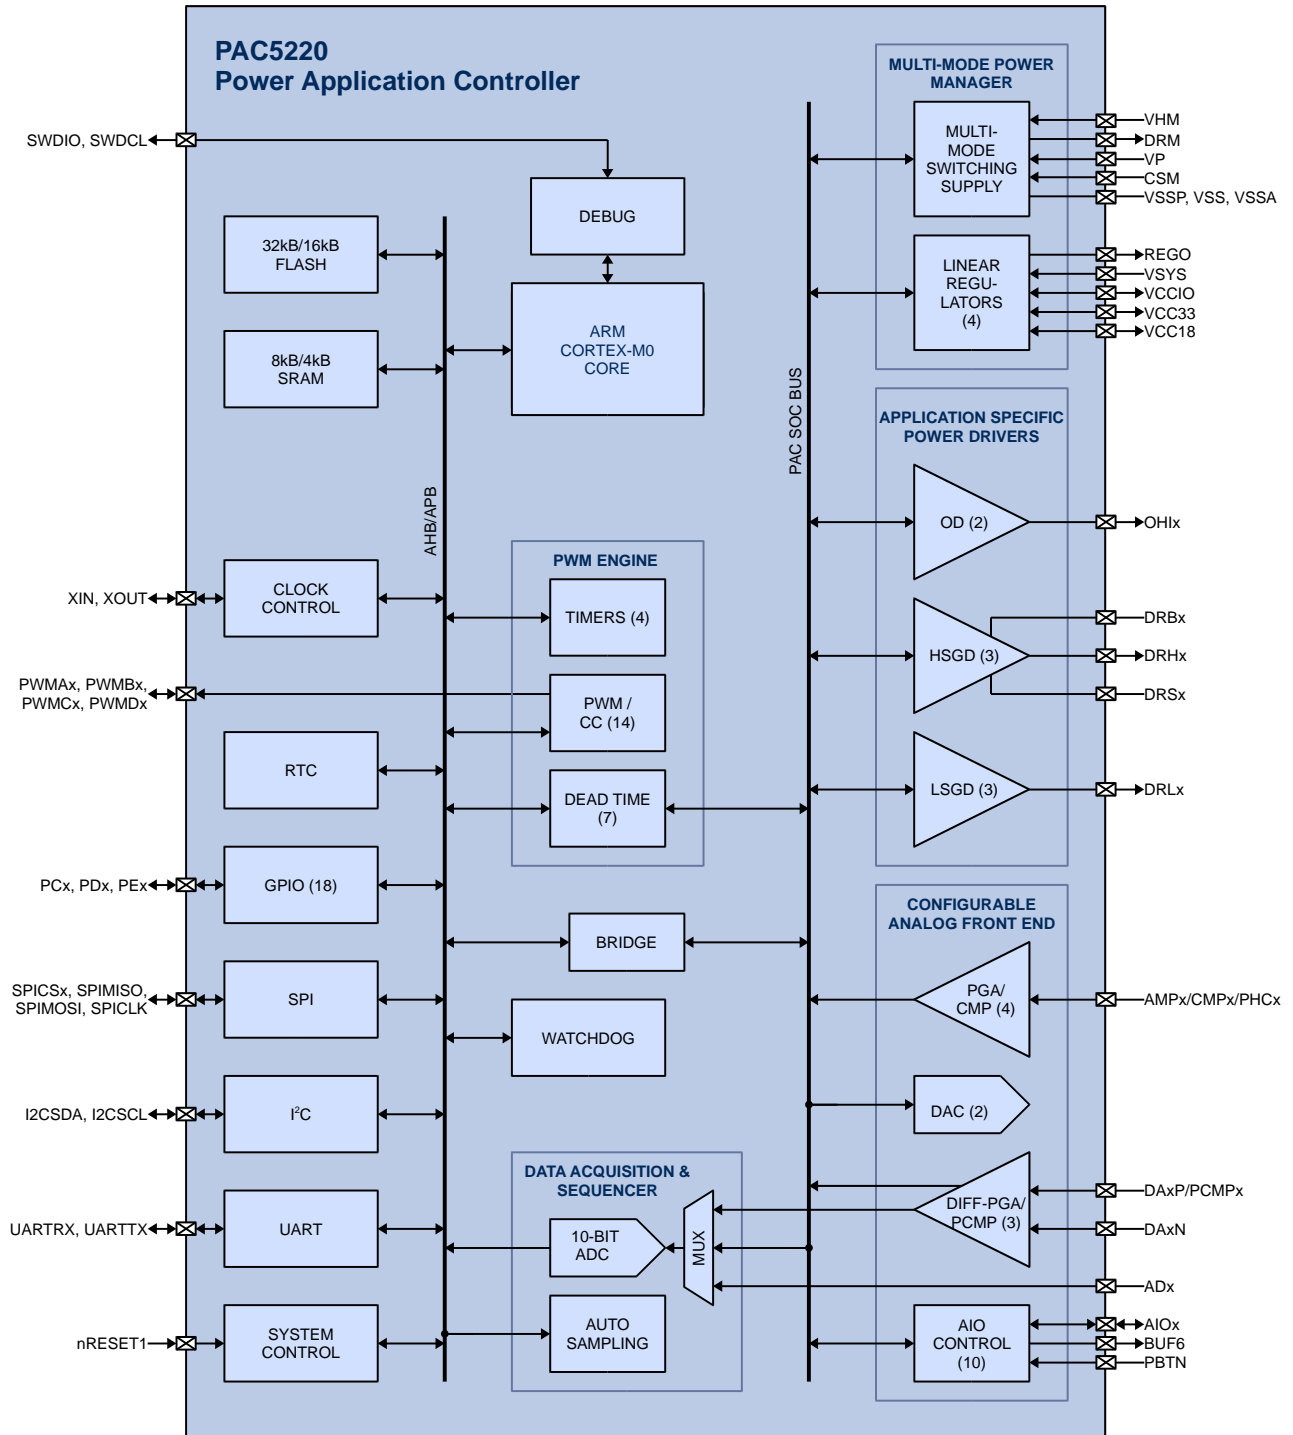 PAC5220
Power Application Controller
SWDIO, SWDCL
DEBUG
32kB/16kB
FLASH
ARM
CORTEX-M0
CORE
8kB/4kB
SRAM
AHB/APB
PAC SOC BUS
XIN, XOUT
CLOCK
CONTROL
PWM ENGINE
TIMERS (4)
PWMAx, PWMBx,
PWMCx, PWMDx
PWM /
CC (14)
RTC
DEAD TIME
(7)
PCx, PDx, PEx
GPIO (18)
BRIDGE
SPICSx, SPIMISO,
SPIMOSI, SPICLK
SPI
WATCHDOG
I2CSDA, I2CSCL
I²C
DATA ACQUISITION &
SEQUENCER
UARTRX, UARTTX
UART
10-BIT
ADC
MUX
nRESET1
SYSTEM
CONTROL
AUTO
SAMPLING
MULTI-MODE POWER
MANAGER
MULTI-
MODE
SWITCHING
SUPPLY
VHM
DRM
VP
CSM
VSSP, VSS, VSSA
LINEAR
REGU-
LATORS
(4)
REGO
VSYS
VCCIO
VCC33
VCC18
APPLICATION SPECIFIC
POWER DRIVERS
OD (2)
OHIx
HSGD (3)
DRBx
DRHx
DRSx
LSGD (3)
DRLx
CONFIGURABLE
ANALOG FRONT END
PGA/
CMP (4)
AMPx/CMPx/PHCx
DAC (2)
DIFF-PGA/
PCMP (3)
DAxP/PCMPx
DAxN
ADx
AIO
CONTROL
(10)
AIOx
BUF6
PBTN